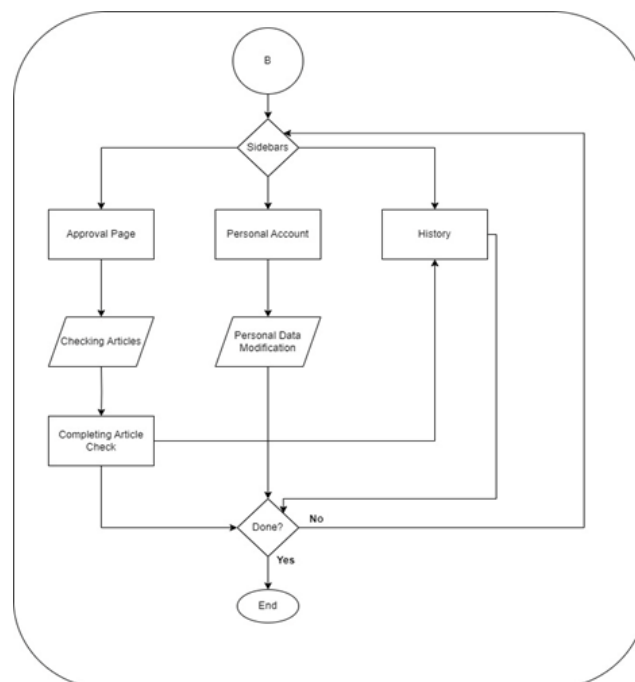 B
Sidebars
Approval Page
Personal Account
History
Checking Articles
Personal Data
Modification
Completing Article
Check
Done?
No
Yes
End